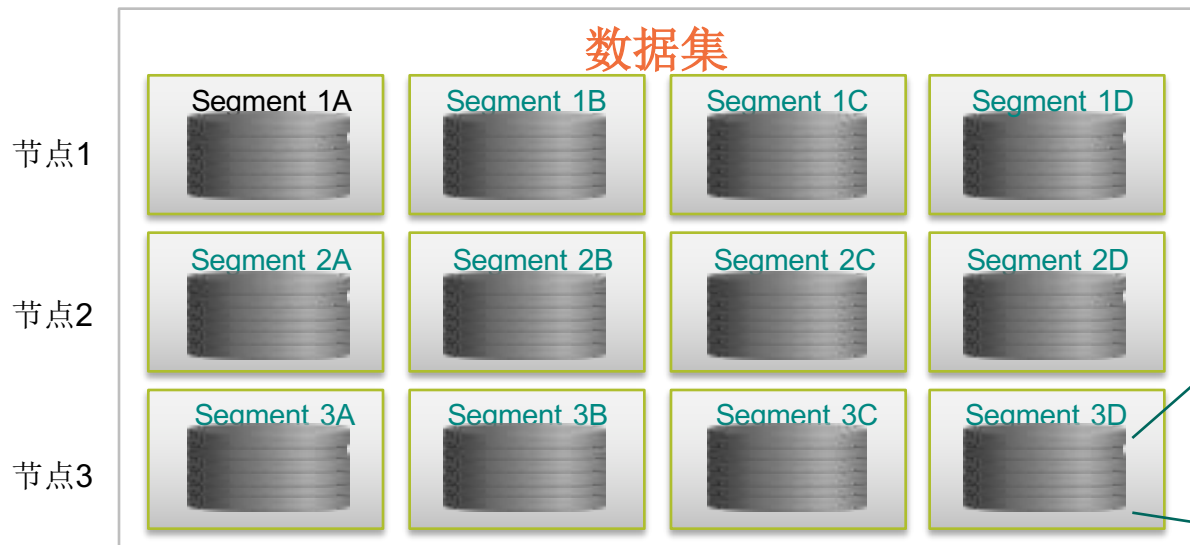 数据集
节点1
Segment 1A
Segment 1B
Segment 1C
Segment 1D
节点2
Segment 2A
Segment 2B
Segment 2C
Segment 2D
节点3
Segment 3A
Segment 3B
Segment 3C
Segment 3D